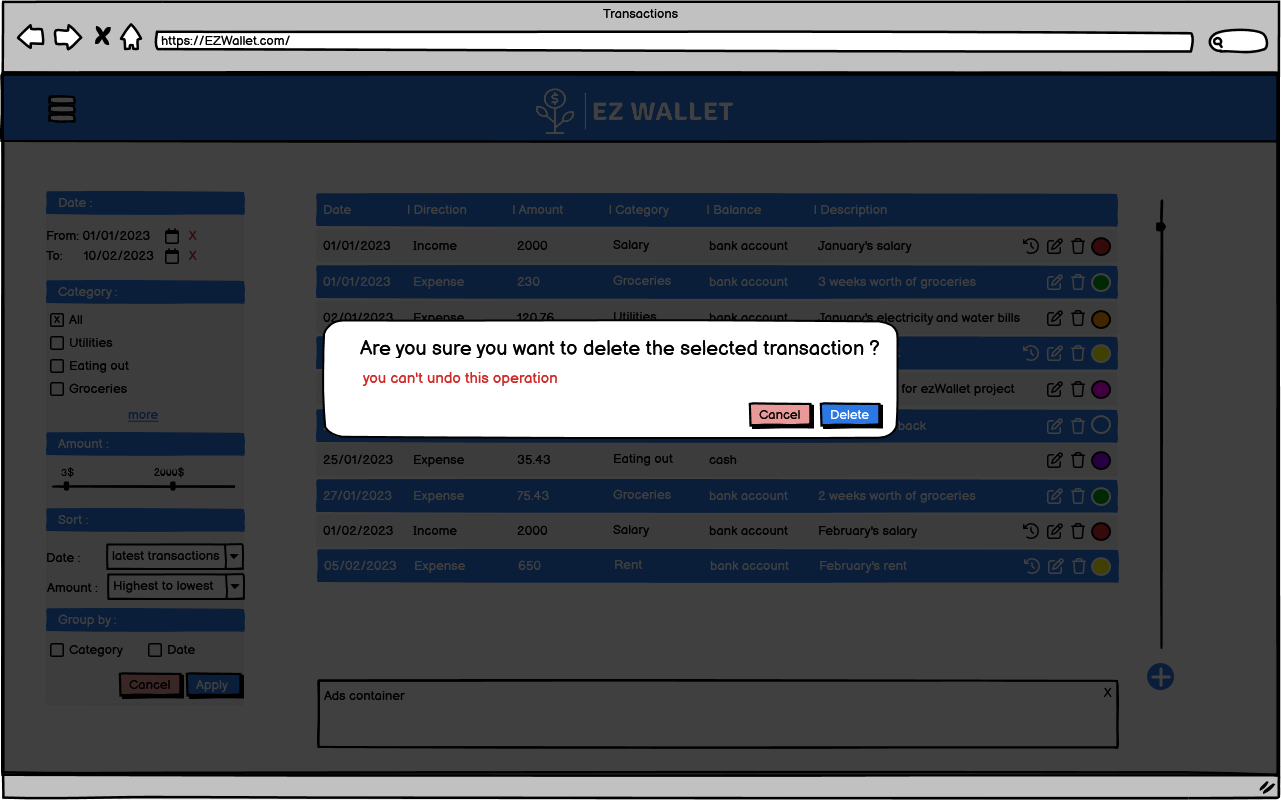 Transactions
https://EZWallet.com/
$ EZ WALLET
Date :
From: 01/01/2023 X
To: 10/02/2023 X
Category :
X All
Utilities
Eating out
Groceries
more
Amount :
3$ 2000$
Sort :
Date : latest transactions
Amount : Highest to lowest
Group by :
Category Date
Cancel Apply
Date | Direction | Amount | Category | Balance | Description
01/01/2023 Income 2000 Salary bank account January's salary
01/01/2023 Expense 230 Groceries bank account 3 weeks worth of groceries
02/01/2023 Expense 120.76 Utilities bank account January's electricity and water bills
for ezWallet project
back
25/01/2023 Expense 35.43 Eating out cash
27/01/2023 Expense 75.43 Groceries bank account 2 weeks worth of groceries
01/02/2023 Income 2000 Salary bank account February's salary
05/02/2023 Expense 650 Rent bank account February's rent
Are you sure you want to delete the selected transaction ?
you can't undo this operation
Cancel Delete
Ads container X